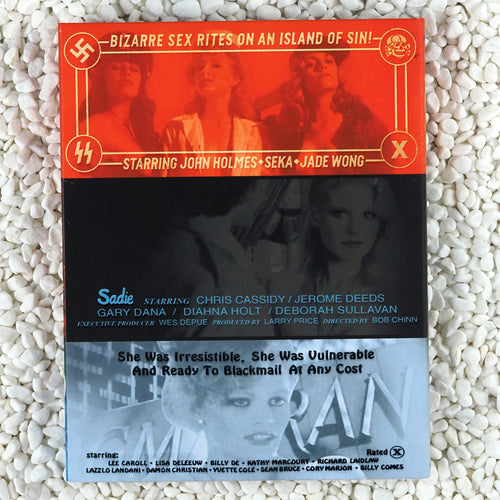 BIZARRE SEX RITES ON AN ISLAND OF SIN!
X
STARRING JOHN HOLMES • SEKA • JADE WONG
Sadie STARRING CHRIS CASSIDY / JEROME DEEDS
GARY DANA / DIAHNA HOLT / DEBORAH SULLAVAN
EXECUTIVE PRODUCER WES DEPUE PRODUCED BY LARRY PRICE DIRECTED BY BOB CHINN
She Was Irresistible, She Was Vulnerable
And Ready To Blackmail At Any Cost
Rated X
starring:
LEE CAROLL • LISA DELEEUW • BILLY DE • KATHY MARCOURT • RICHARD LAIDLAW
LAZZLO LANDANI • DAMON CHRISTIAN • YVETTE COLE • SEAN BRUCE • CORY MARION • BILLY COMES